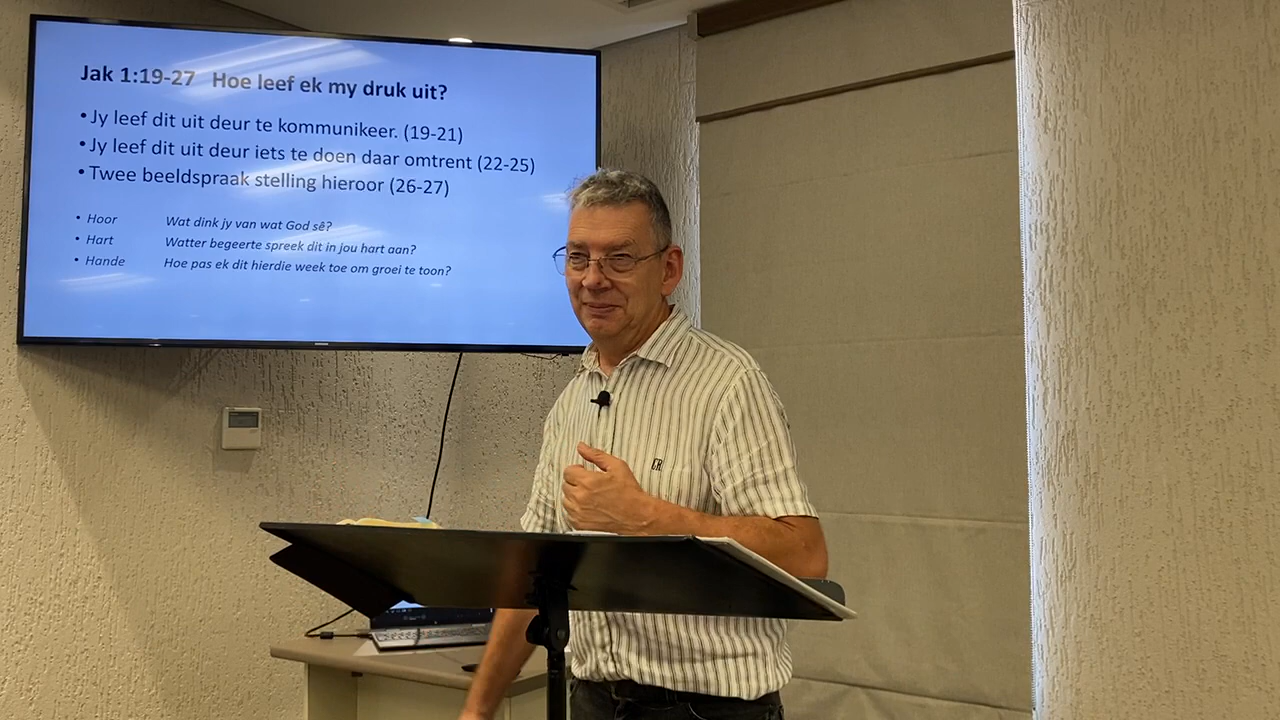 Jak 1:19-27 Hoe leef ek my druk uit?
• Jy leef dit uit deur te kommunikeer. (19-21)
• Jy leef dit uit deur iets te doen daar omtrent (22-25)
• Twee beeldspraak stelling hieroor (26-27)
• Hoor Wat dink jy van wat God sê?
• Hart Watter begeerte spreek dit in jou hart aan?
• Hande Hoe pas ek dit hierdie week toe om groei te toon?